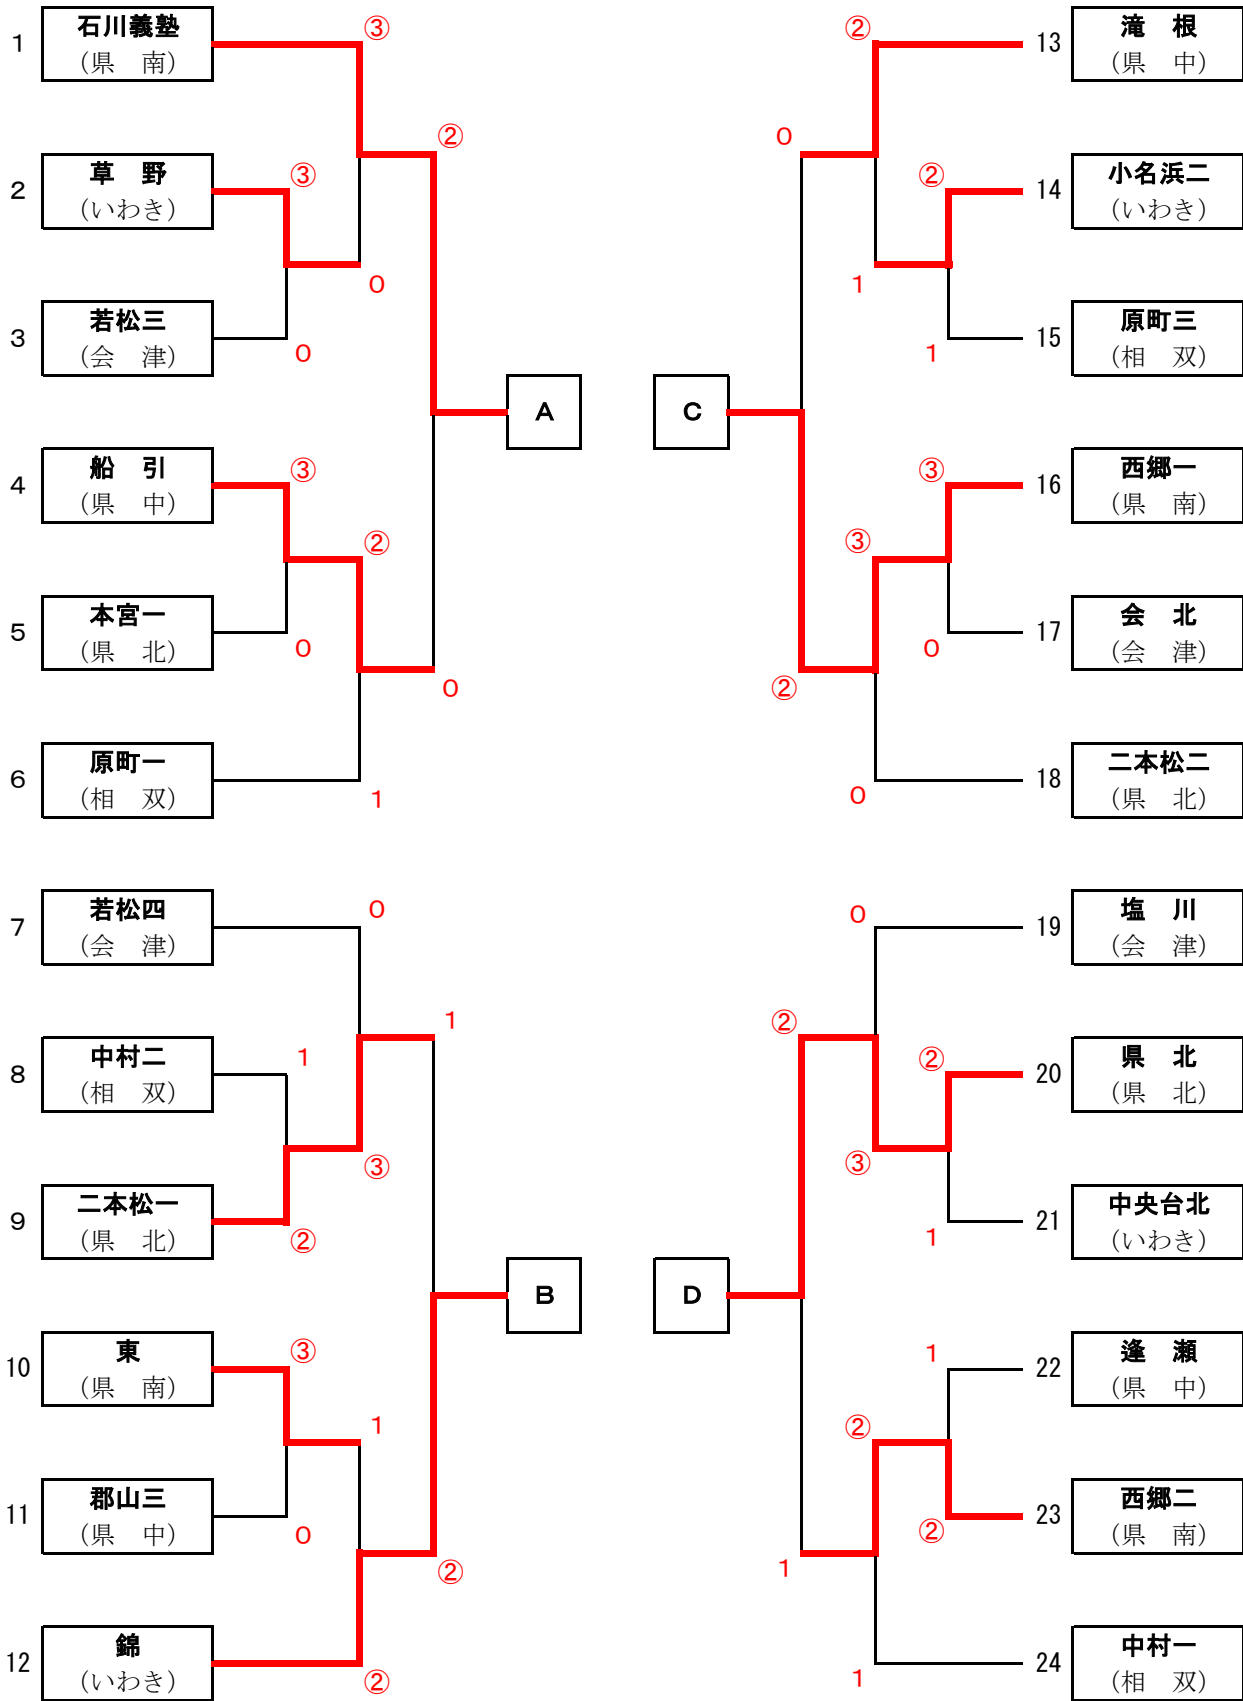 1 石川義塾 ③
(県 南)
②
2 草 野 ③
(いわき)
0
3 若松三
(会 津) 0
A
4 船 引 ③
(県 中)
②
5 本宮一
(県 北) 0
0
6 原町一
(相 双) 1
7 若松四 0
(会 津)
1
8 中村二 1
(相 双)
③
9 二本松一
(県 北) ②
B
10 東 ③
(県 南)
1
11 郡山三
(県 中) 0
②
12 錦
(いわき) ②
② 13 滝 根
(県 中)
0
② 14 小名浜二
(いわき)
1
15 原町三
1 (相 双)
C
③ 16 西郷一
(県 南)
③
17 会 北
0 (会 津)
②
18 二本松二
0 (県 北)
0 19 塩 川
(会 津)
②
② 20 県 北
(県 北)
③
21 中央台北
1 (いわき)
D
1 22 逢 瀬
(県 中)
②
23 西郷二
② (県 南)
1
24 中村一
1 (相 双)